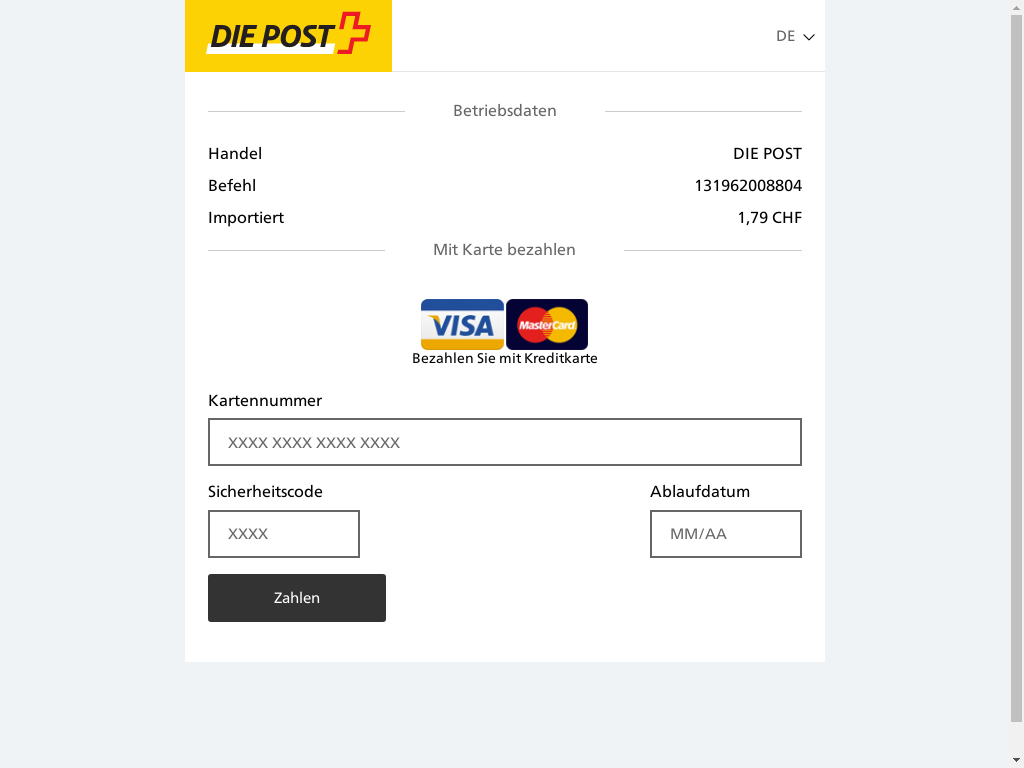 DIE POST
DE
Betriebsdaten
Handel DIE POST
Befehl 131962008804
Importiert 1,79 CHF
Mit Karte bezahlen
VISA MasterCard
Bezahlen Sie mit Kreditkarte
Kartennummer
XXXX XXXX XXXX XXXX
Sicherheitscode Ablaufdatum
XXXX MM/AA
Zahlen